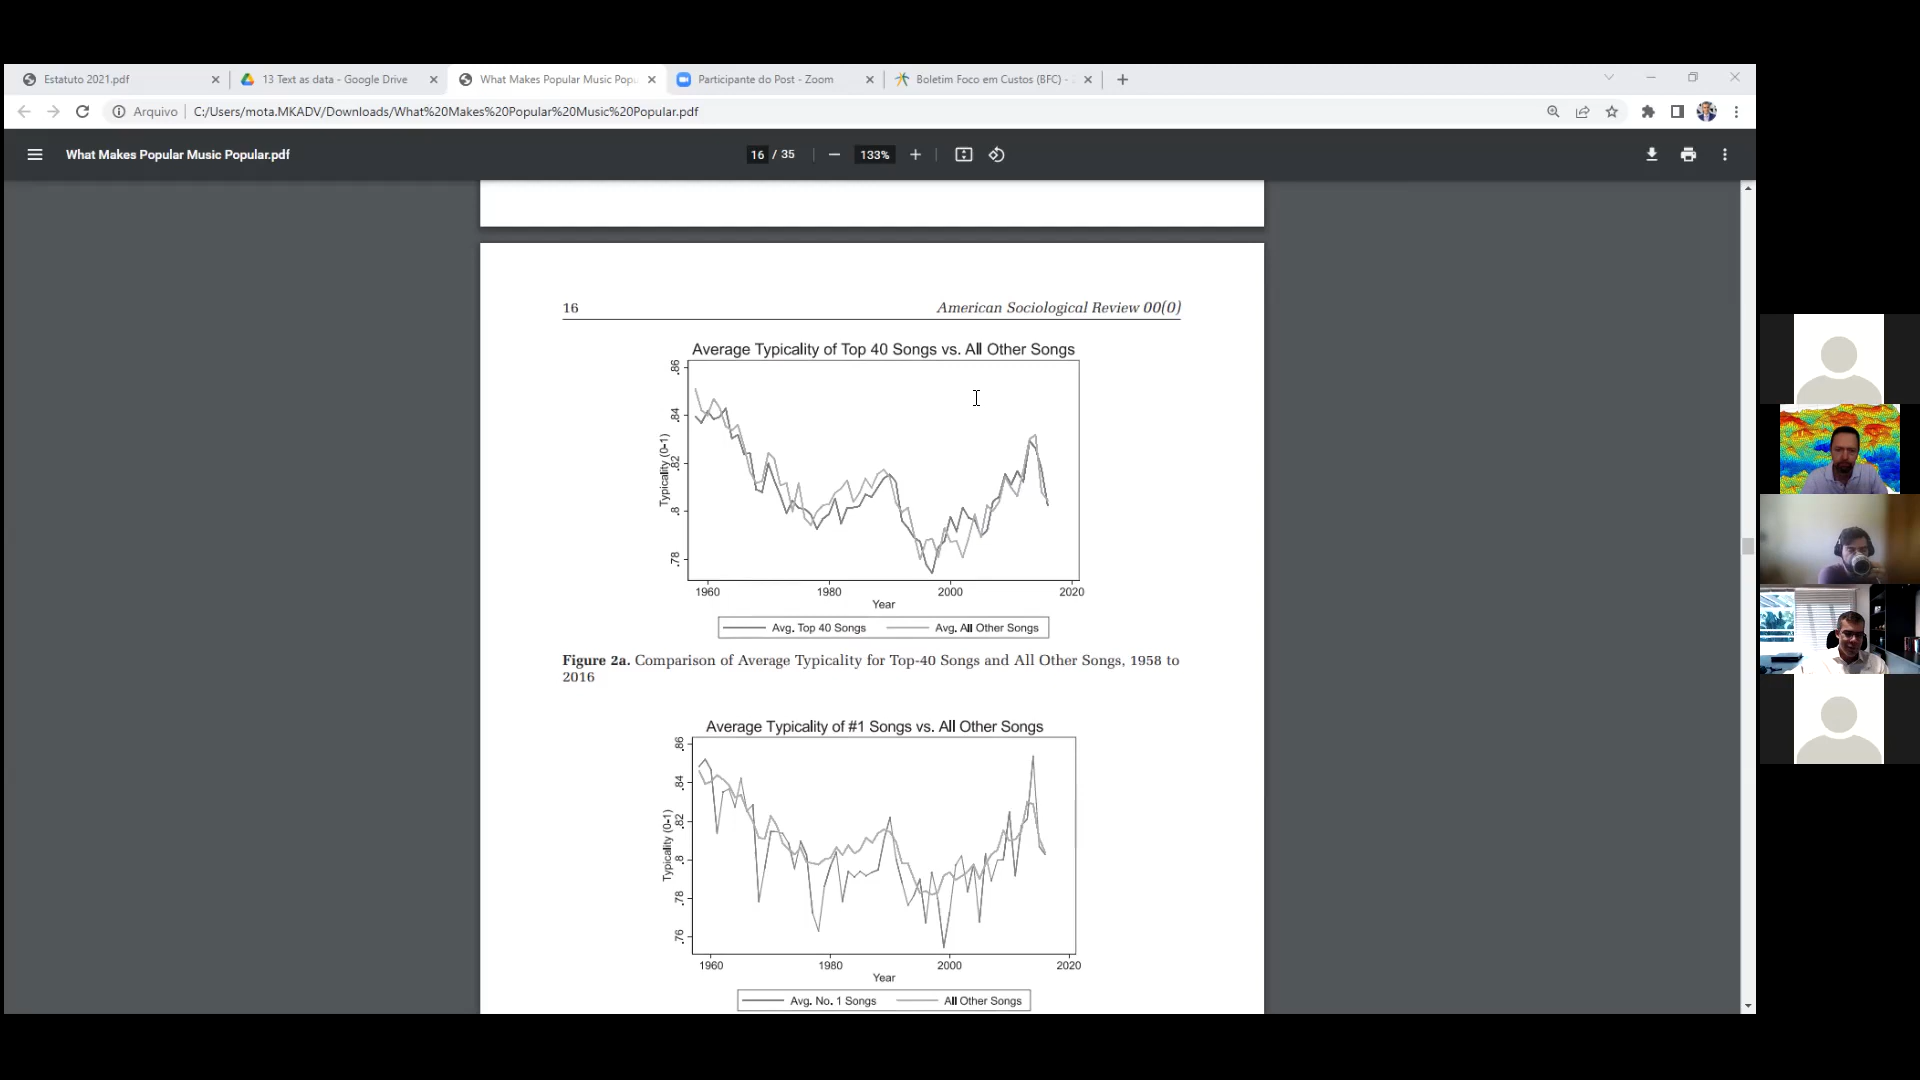 Estatuto 2021.pdf
13 Text as data - Google Drive
What Makes Popular Music Pop
Participante do Post - Zoom
Boletim Foco em Custos (BFC) -
Arquivo
C:/Users/mota.MKADV/Downloads/What%20Makes%20Popular%20Music%20Popular.pdf
What Makes Popular Music Popular.pdf
16 / 35
133%
16
American Sociological Review 00(0)
Average Typicality of Top 40 Songs vs. All Other Songs
Typicality (0-1)
.86
.84
.82
.8
.78
1960 1980 2000 2020
Year
Avg. Top 40 Songs Avg. All Other Songs
Figure 2a. Comparison of Average Typicality for Top-40 Songs and All Other Songs, 1958 to
2016
Average Typicality of #1 Songs vs. All Other Songs
Typicality (0-1)
.86
.84
.82
.8
.78
.76
1960 1980 2000 2020
Year
Avg. No. 1 Songs All Other Songs